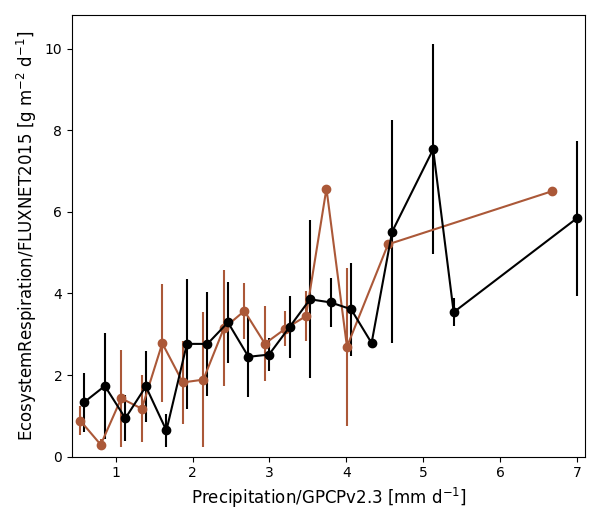 10
8
6
4
2
0
EcosystemRespiration/FLUXNET2015 [g m⁻² d⁻¹]
1 2 3 4 5 6 7
Precipitation/GPCPv2.3 [mm d⁻¹]